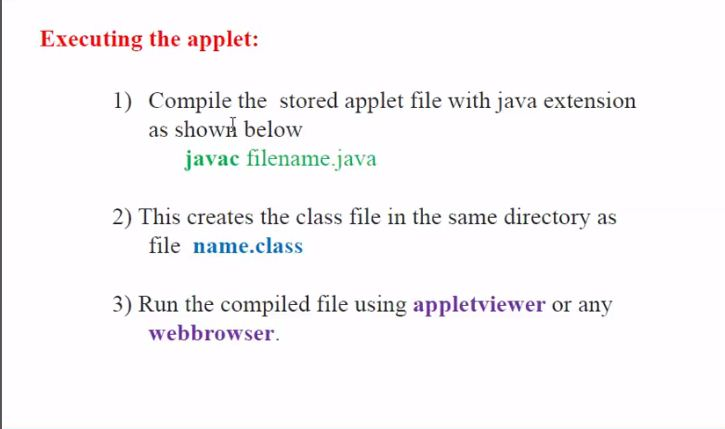 Executing the applet:
1) Compile the stored applet file with java extension
as shown below
javac filename.java
2) This creates the class file in the same directory as
file name.class
3) Run the compiled file using appletviewer or any
webbrowser.